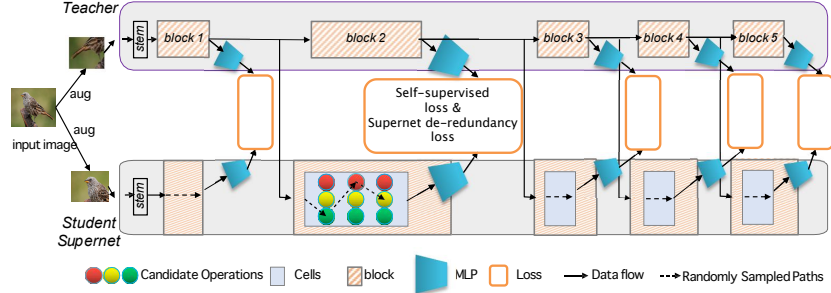 Teacher
stem
block 1
block 2
block 3
block 4
block 5
aug
aug
input image
Self-supervised
loss &
Supernet de-redundancy
loss
stem
Student
Supernet
Candidate Operations
Cells
block
MLP
Loss
Data flow
Randomly Sampled Paths